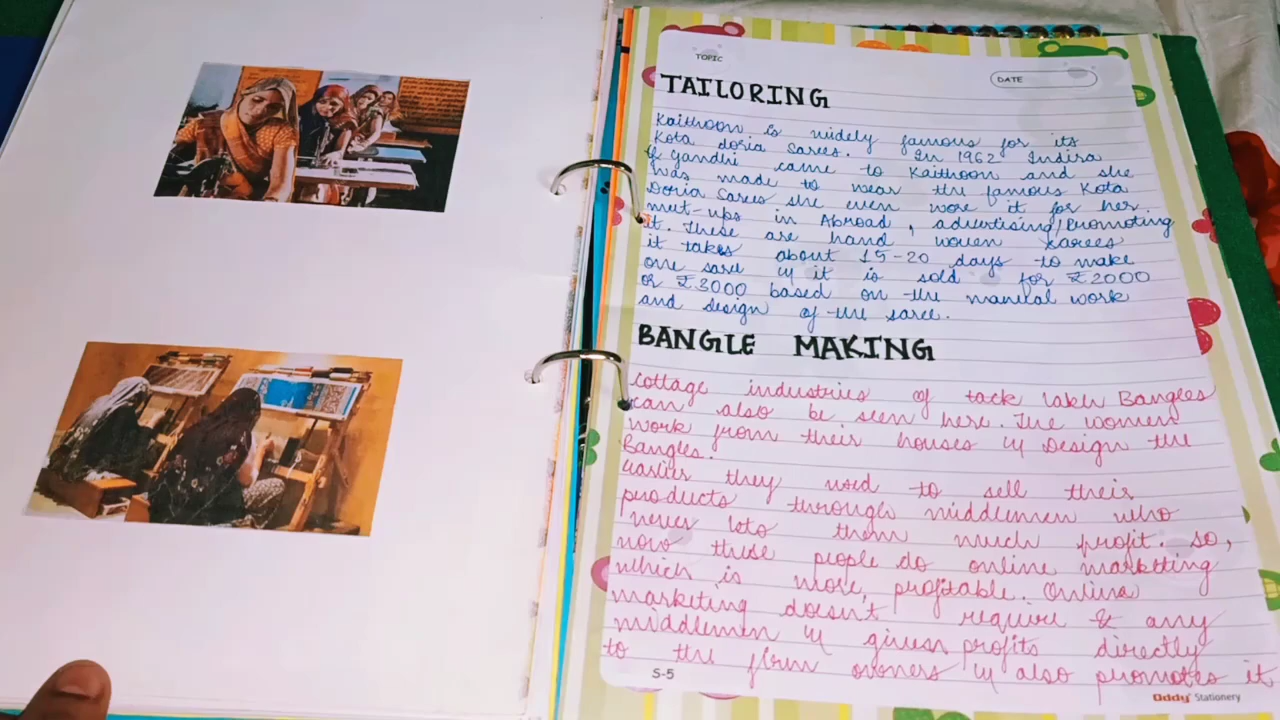 TOPIC
DATE
TAILORING
Kaithoon is widely famous for its
Kota doria Sarees. In 1962 Indira
Gandhi came to Kaithoon and she
was made to wear the famous Kota
Doria Sarees she even wore it for her
meet-ups in Abroad, advertising/Promoting
it. These are hand woven sarees
it takes about 15-20 days to make
one saree it is sold for ₹2000
or ₹3000 based on the manual work
and design of the saree.
BANGLE MAKING
Cottage industries of Bangles
can also be seen here. The women
work from their houses Design the
Bangles.
Earlier they used to sell their
products through middlemen who
never them much profit. So,
now these people do online marketing
which is more profitable. Online
marketing doesn't require any
middlemen profits directly
to the firm owners also promotes it
S-5
Oddy Stationery